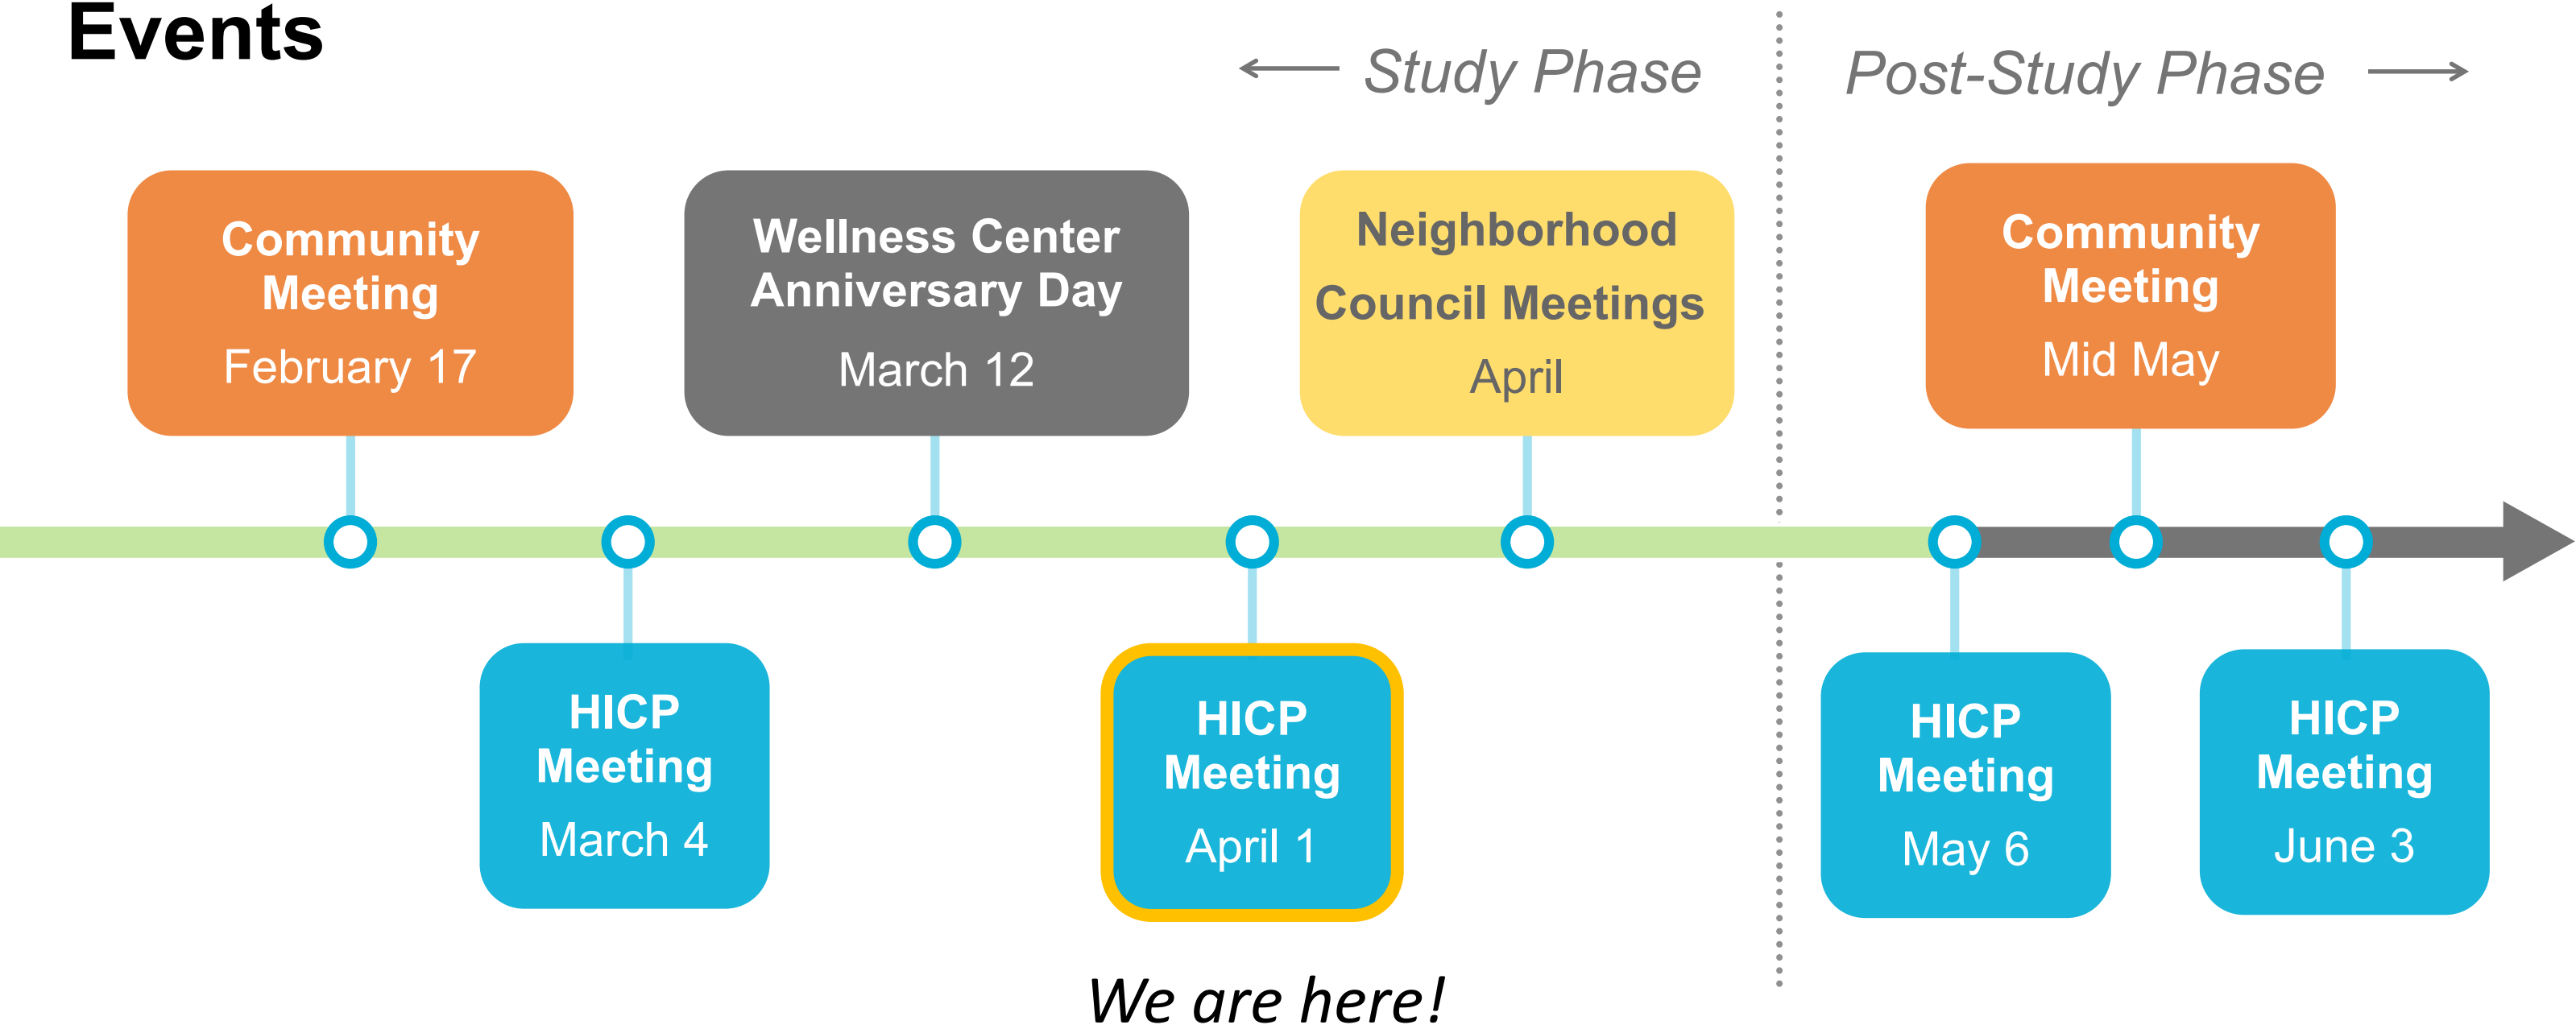 Events
Study Phase
Post-Study Phase
Community
Meeting
February 17
Wellness Center
Anniversary Day
March 12
Neighborhood
Council Meetings
April
Community
Meeting
Mid May
HICP
Meeting
March 4
HICP
Meeting
April 1
HICP
Meeting
May 6
HICP
Meeting
June 3
We are here!